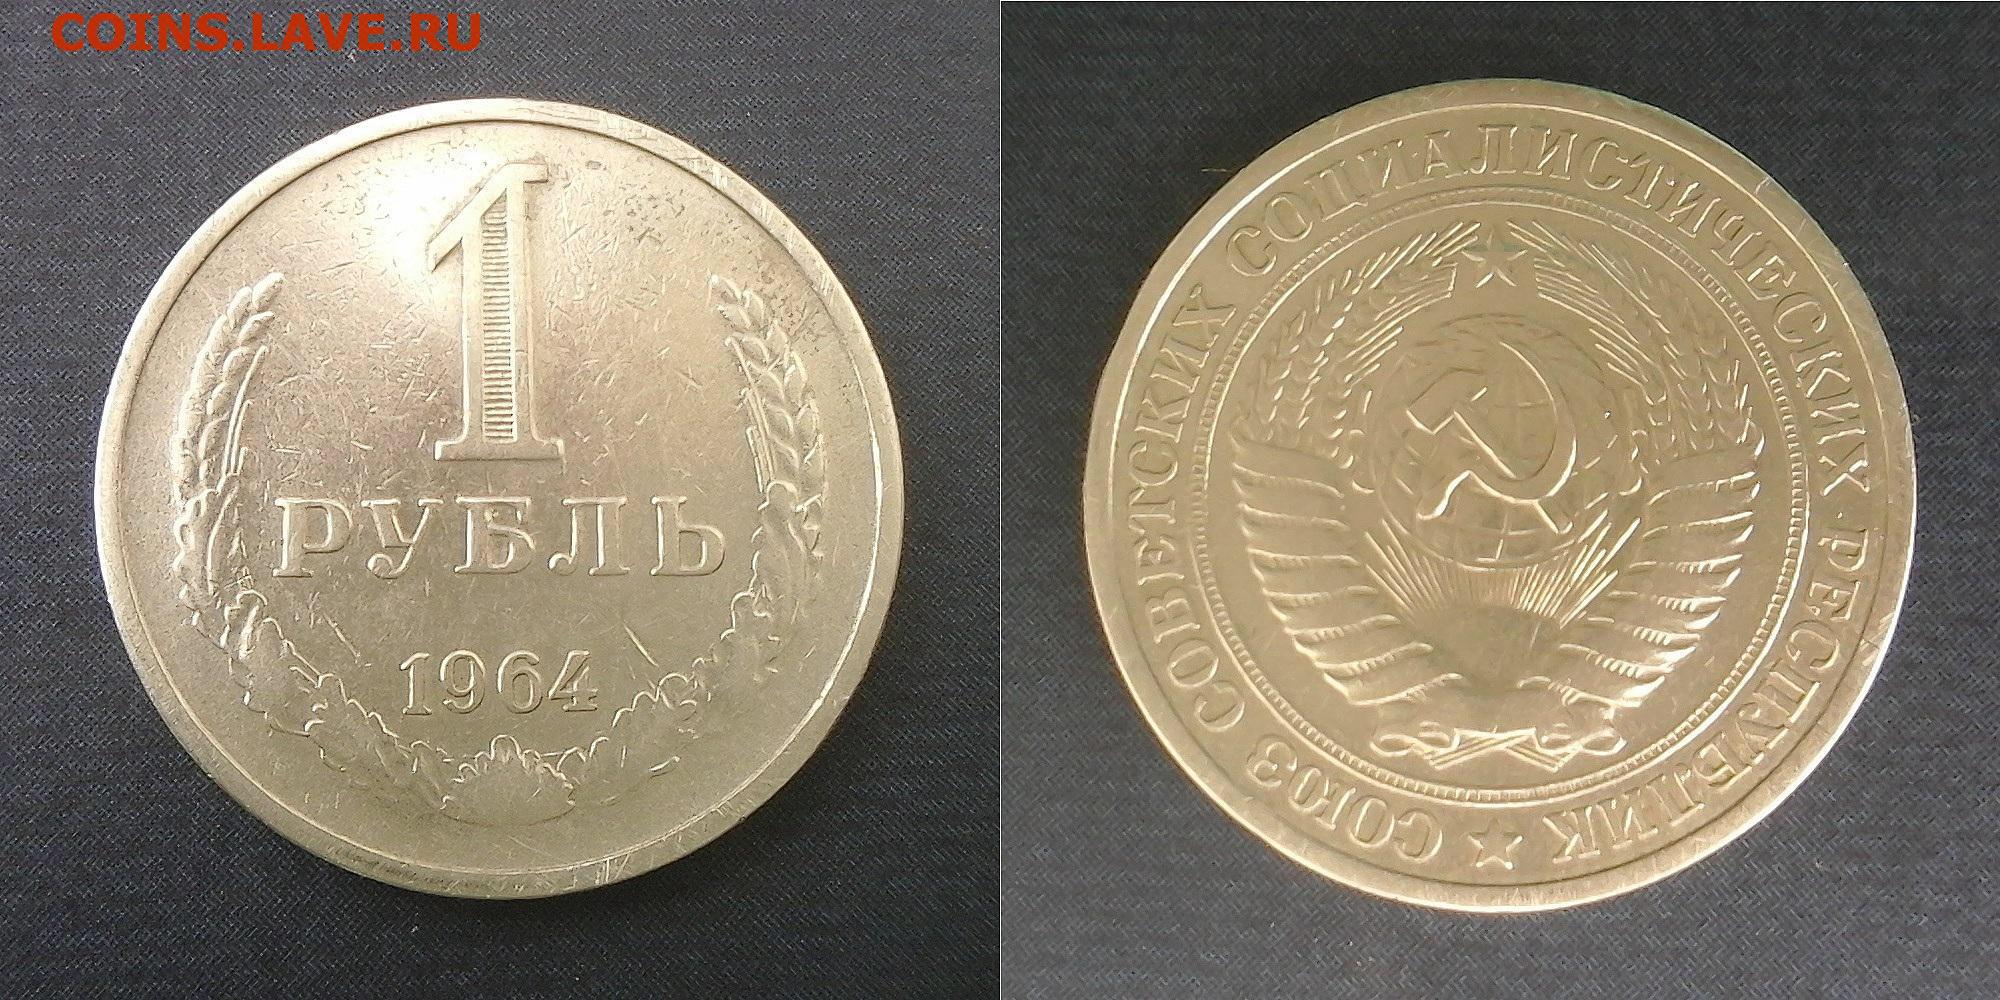 COINS.LAVE.RU
1
РУБЛЬ
1964
СОЮЗ СОВЕТСКИХ СОЦИАЛИСТИЧЕСКИХ РЕСПУБЛИК